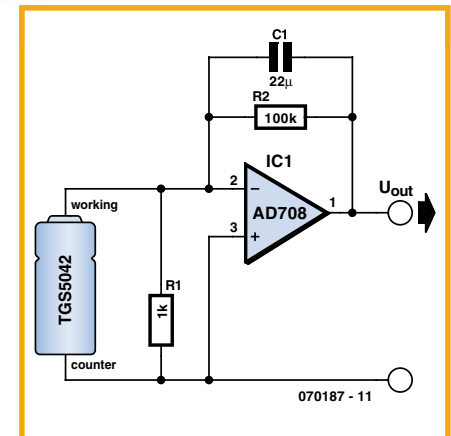 C1
22µ
R2
100k
IC1
2
−
1
AD708
3
+
Uout
working
TGS5042
R1
1k
counter
070187 - 11